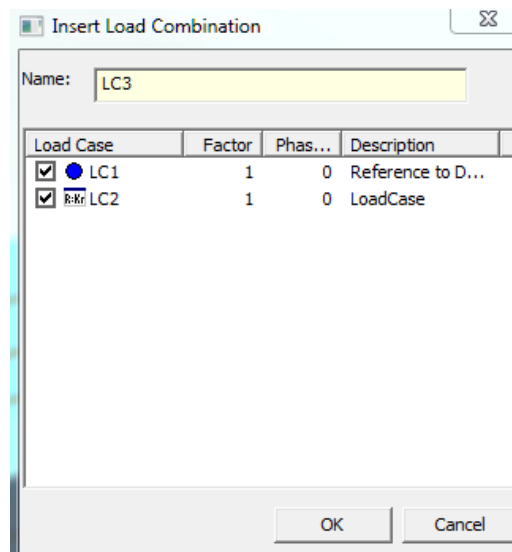 Insert Load Combination
Name: LC3
Load Case Factor Phas... Description
LC1 1 0 Reference to D...
R:Kr LC2 1 0 LoadCase
OK Cancel